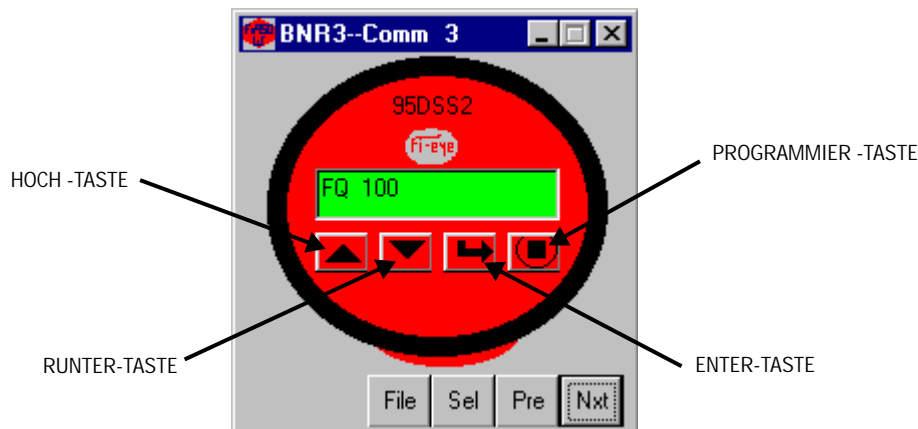 BNR3--Comm 3
95DSS2
Fi-eye
PROGRAMMIER -TASTE
HOCH -TASTE
FQ 100
RUNTER-TASTE
ENTER-TASTE
File Sel Pre Nxt